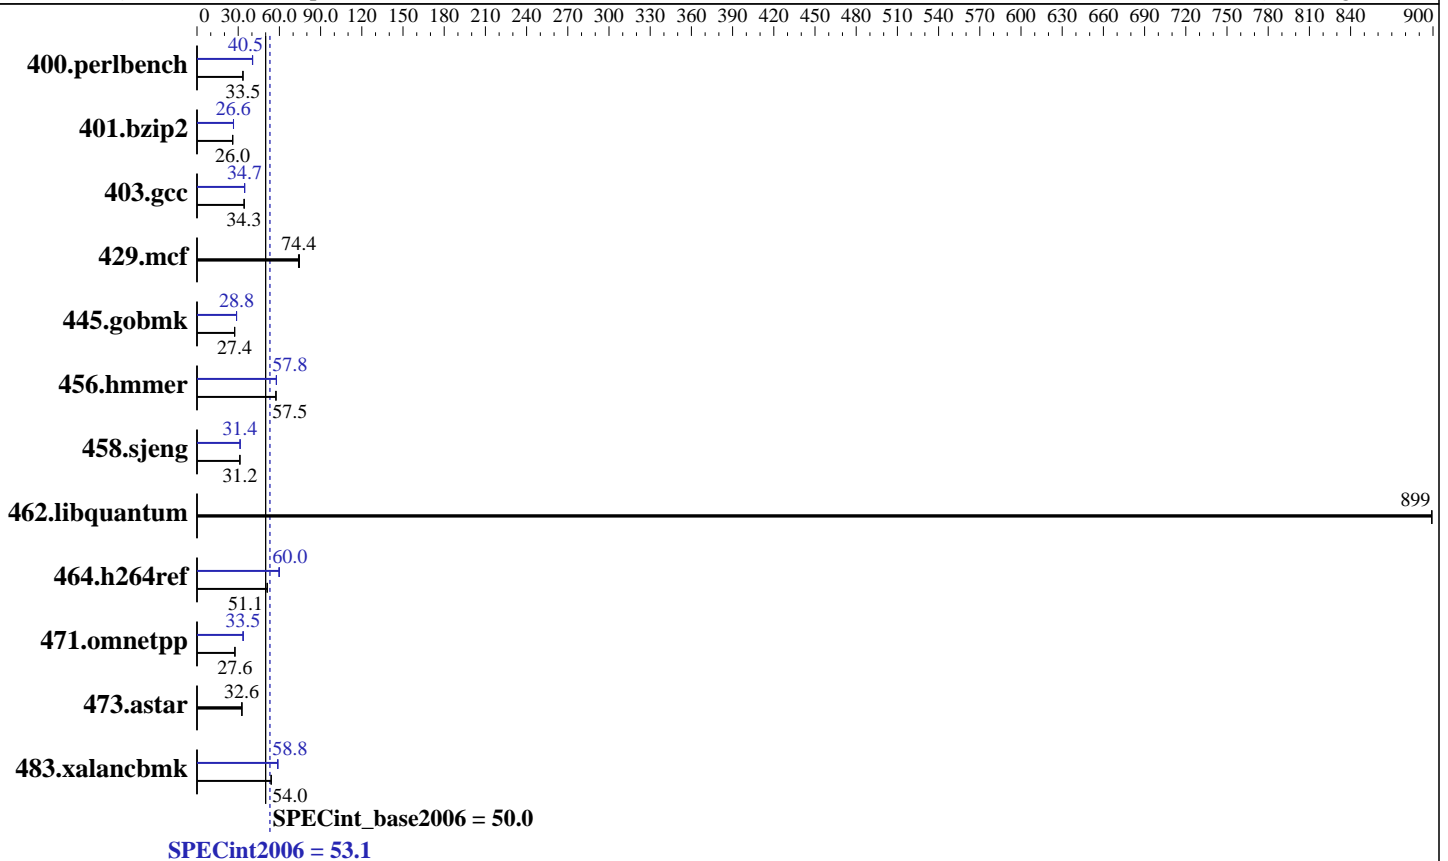 0 30.0 60.0 90.0 120 150 180 210 240 270 300 330 360 390 420 450 480 510 540 570 600 630 660 690 720 750 780 810 840 900
40.5
400.perlbench
33.5
26.6
401.bzip2
26.0
34.7
403.gcc
34.3
74.4
429.mcf
28.8
445.gobmk
27.4
57.8
456.hmmer
57.5
31.4
458.sjeng
31.2
899
462.libquantum
60.0
464.h264ref
51.1
33.5
471.omnetpp
27.6
32.6
473.astar
58.8
483.xalancbmk
54.0
SPECint_base2006 = 50.0
SPECint2006 = 53.1